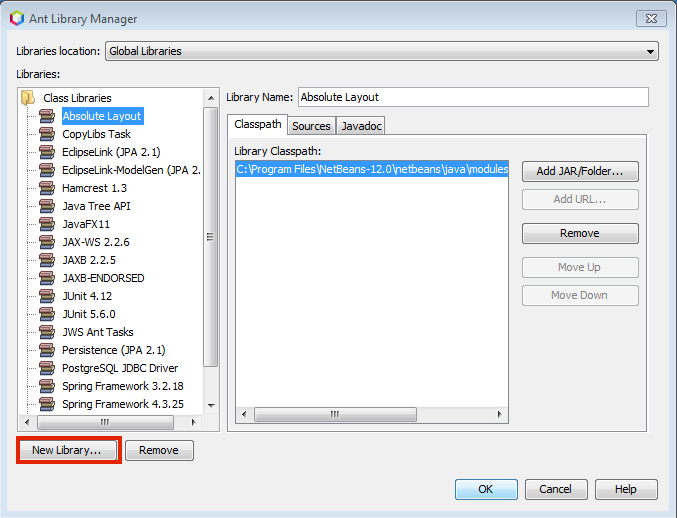 Ant Library Manager
Libraries location: Global Libraries
Libraries:
Class Libraries
Absolute Layout
CopyLibs Task
EclipseLink (JPA 2.1)
EclipseLink-ModelGen (JPA 2.
Hamcrest 1.3
Java Tree API
JavaFX11
JAX-WS 2.2.6
JAXB 2.2.5
JAXB-ENDORSED
JUnit 4.12
JUnit 5.6.0
JWS Ant Tasks
Persistence (JPA 2.1)
PostgreSQL JDBC Driver
Spring Framework 3.2.18
Spring Framework 4.3.25
New Library...
Remove
Library Name: Absolute Layout
Classpath Sources Javadoc
Library Classpath:
C:\Program Files\NetBeans-12.0\netbeans\java\modules
Add JAR/Folder...
Add URL...
Remove
Move Up
Move Down
OK Cancel Help